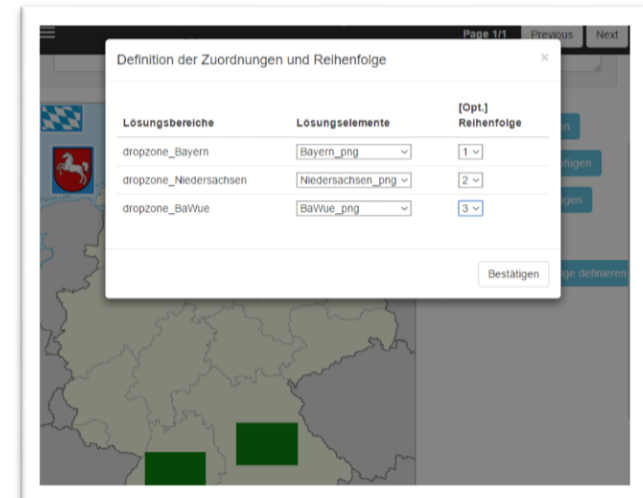 Page 1/1 Previous Next
Definition der Zuordnungen und Reihenfolge ×
Lösungsbereiche Lösungselemente [Opt.] Reihenfolge
dropzone_Bayern Bayern_png 1
dropzone_Niedersachsen Niedersachsen_png 2
dropzone_BaWue BaWue_png 3
Bestätigen